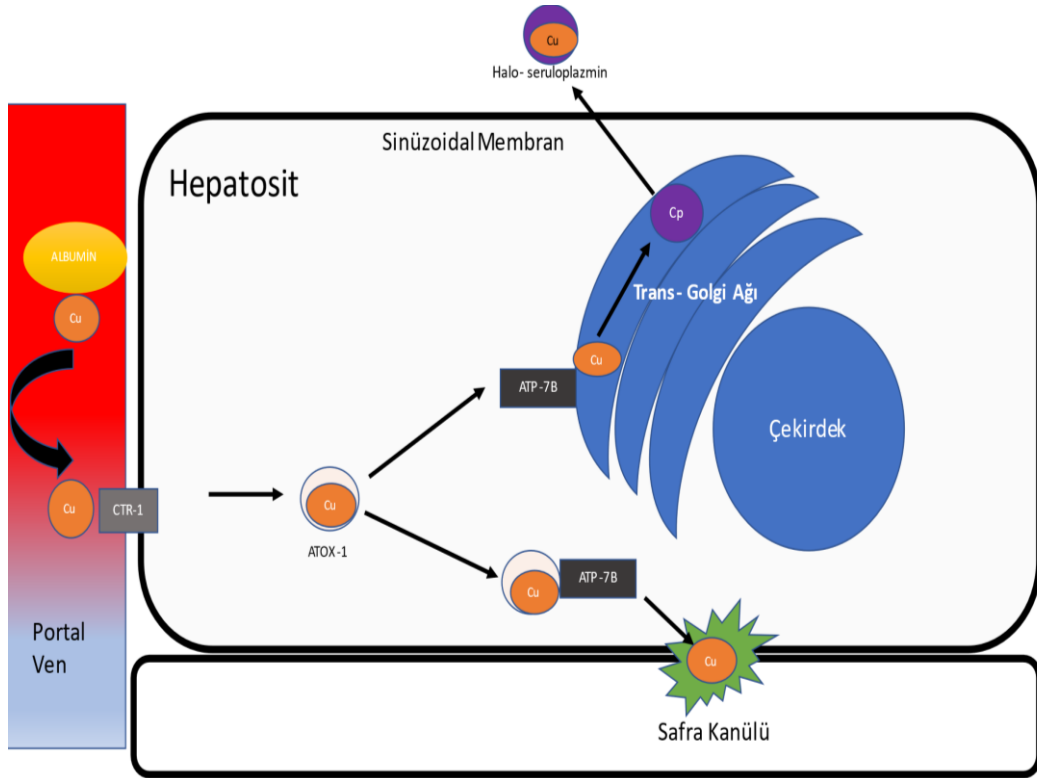 Cu
Halo- seruloplazmin
Sinüzoidal Membran
Hepatosit
ALBUMİN
Cu
Cp
Trans- Golgi Ağı
Cu
ATP -7B
Çekirdek
Cu
CTR-1
Cu
ATOX -1
Cu
ATP -7B
Portal
Ven
Cu
Safra Kanülü